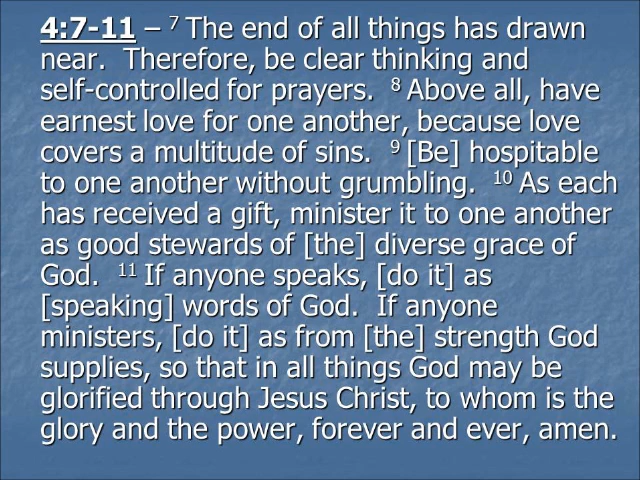 4:7-11 – 7 The end of all things has drawn
near. Therefore, be clear thinking and
self-controlled for prayers. 8 Above all, have
earnest love for one another, because love
covers a multitude of sins. 9 [Be] hospitable
to one another without grumbling. 10 As each
has received a gift, minister it to one another
as good stewards of [the] diverse grace of
God. 11 If anyone speaks, [do it] as
[speaking] words of God. If anyone
ministers, [do it] as from [the] strength God
supplies, so that in all things God may be
glorified through Jesus Christ, to whom is the
glory and the power, forever and ever, amen.